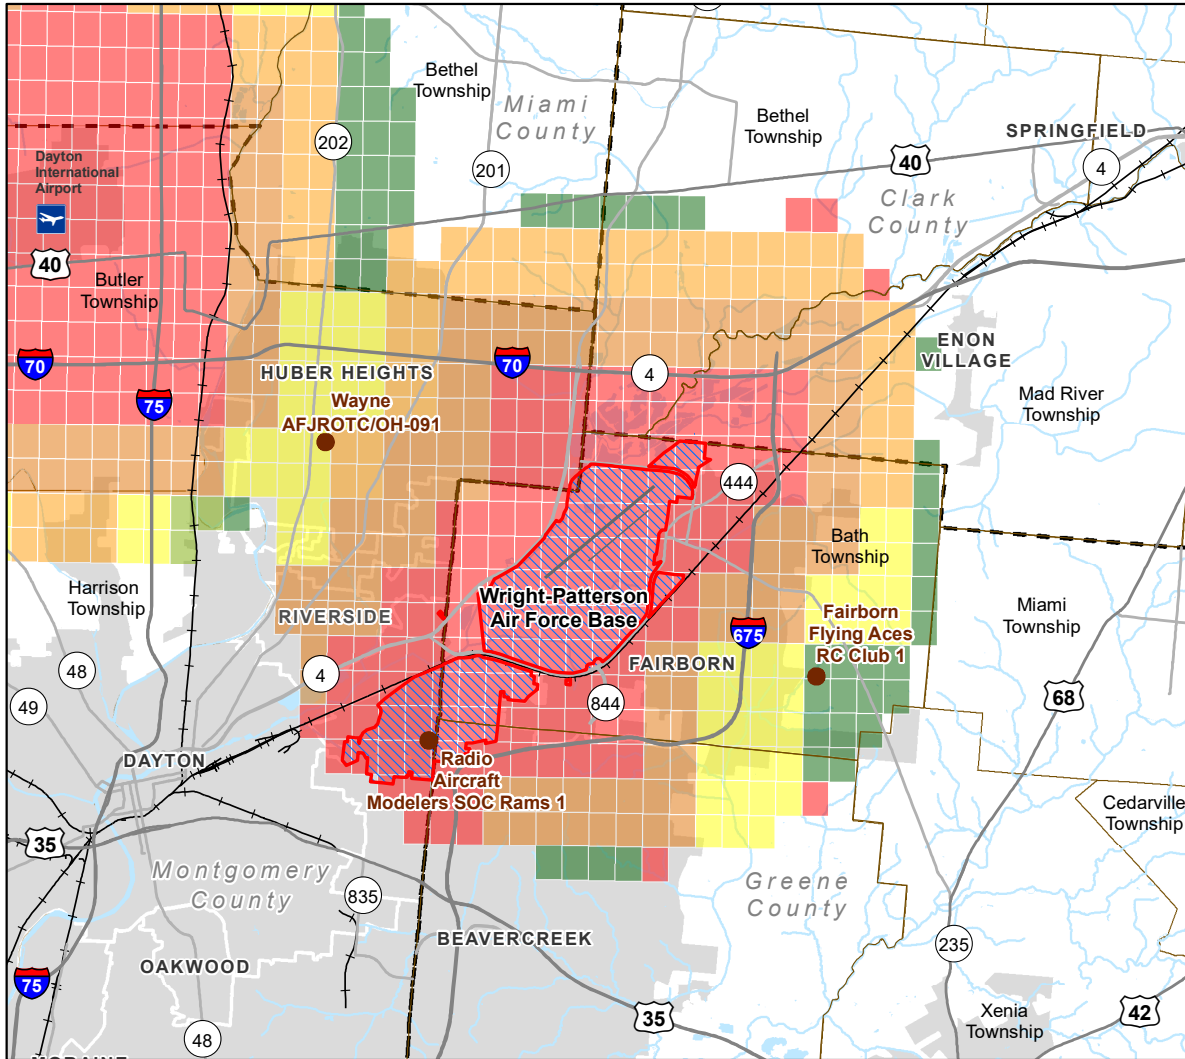 Bethel
Township
Miami
County
Bethel
Township
SPRINGFIELD
202
201
40
4
Dayton
International
Airport
Clark
County
40
Butler
Township
70
HUBER HEIGHTS
70
4
ENON
VILLAGE
75
Wayne
AFJROTC/OH-091
Mad River
Township
444
Bath
Township
Harrison
Township
RIVERSIDE
Wright-Patterson
Air Force Base
Fairborn
Flying Aces
RC Club 1
Miami
Township
675
FAIRBORN
48
4
49
844
68
DAYTON
Radio
Aircraft
Modelers SOC Rams 1
Cedarville
Township
35
Montgomery
County
835
Greene
County
BEAVERCREEK
235
OAKWOOD
75
35
Xenia
Township
42
48
MORAINE